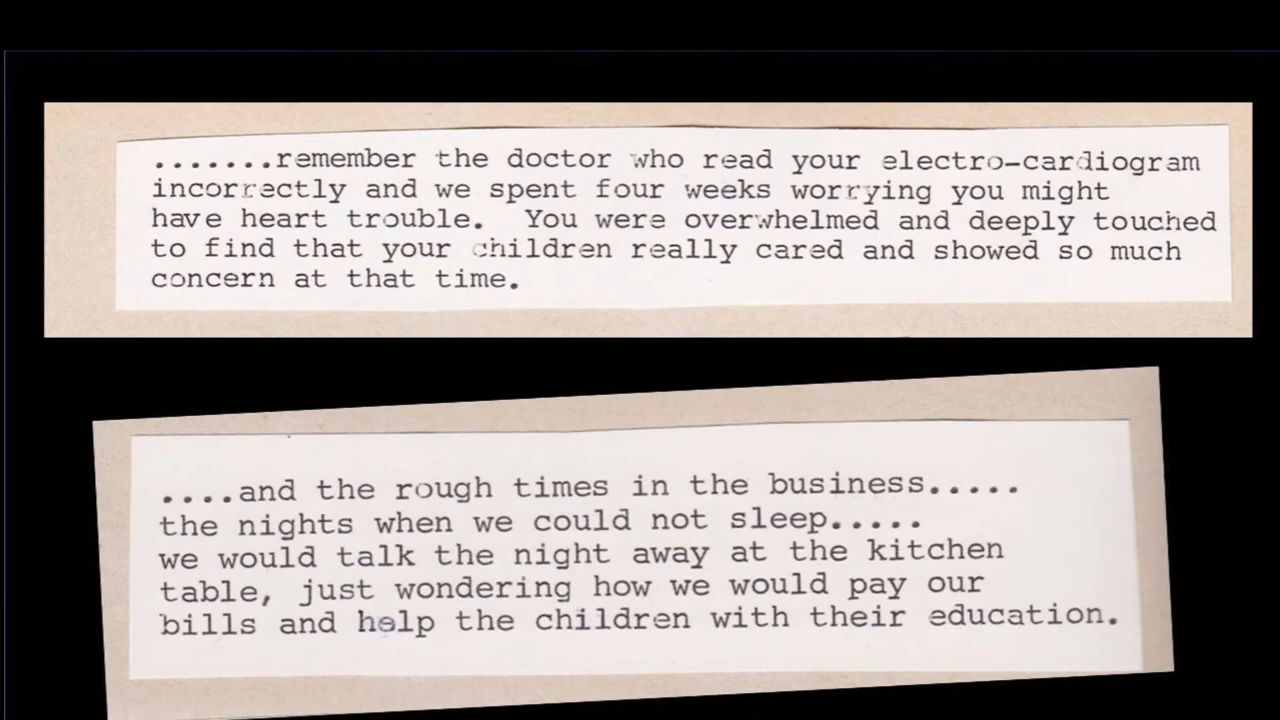 .......remember the doctor who read your electro-cardiogram
incorrectly and we spent four weeks worrying you might
have heart trouble.  You were overwhelmed and deeply touched
to find that your children really cared and showed so much
concern at that time.
....and the rough times in the business.....
the nights when we could not sleep.....
we would talk the night away at the kitchen
table, just wondering how we would pay our
bills and help the children with their education.